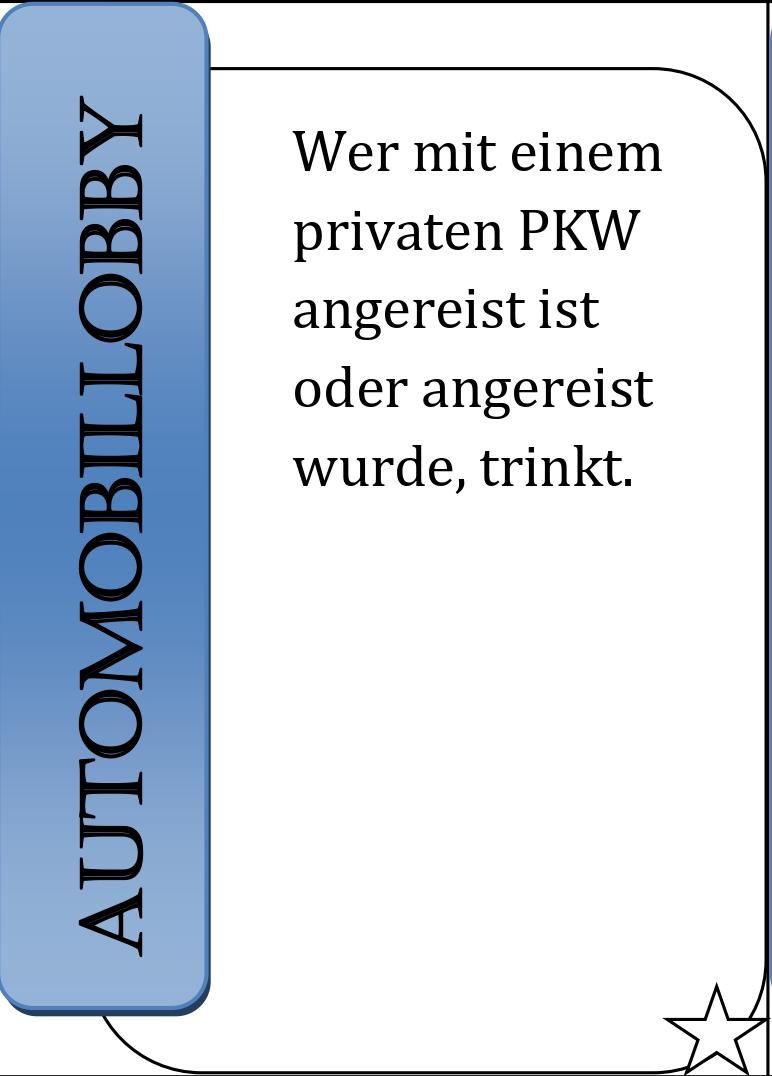 AUTOMOBILLOBBY
Wer mit einem
privaten PKW
angereist ist
oder angereist
wurde, trinkt.